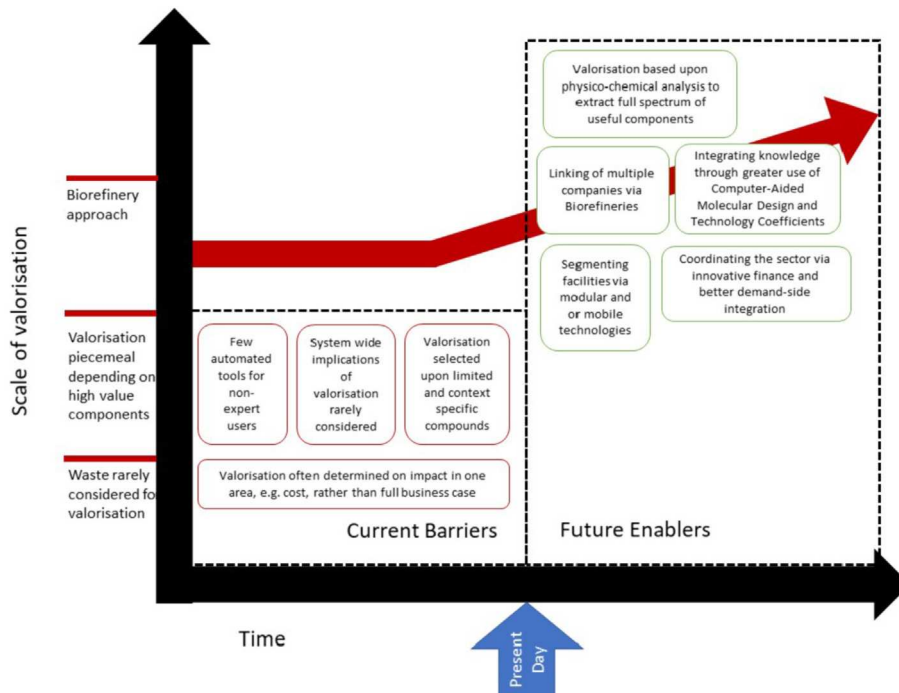 Scale of valorisation
Biorefinery
approach
Valorisation
piecemeal
depending on
high value
components
Waste rarely
considered fo
valorisation
Few
automated
tools for
non-
expert
users
System wide
implications
of
valorisation
rarely
considered
Valorisation
selected
upon limited
and context
specific
compounds
Valorisation often determined on impact in one
area, e.g. cost, rather than full business case
Current Barriers
Valorisation based upon
physico-chemical analysis to
extract full spectrum of
useful components
Linking of multiple
companies via
Biorefineries
Integrating knowledge
through greater use of
Computer-Aided
Molecular Design and
Technology Coefficients
Segmenting
facilities via
modular and
or mobile
technologies
Coordinating the sector via
innovative finance and
better demand-side
integration
Future Enablers
Time
Present
Day